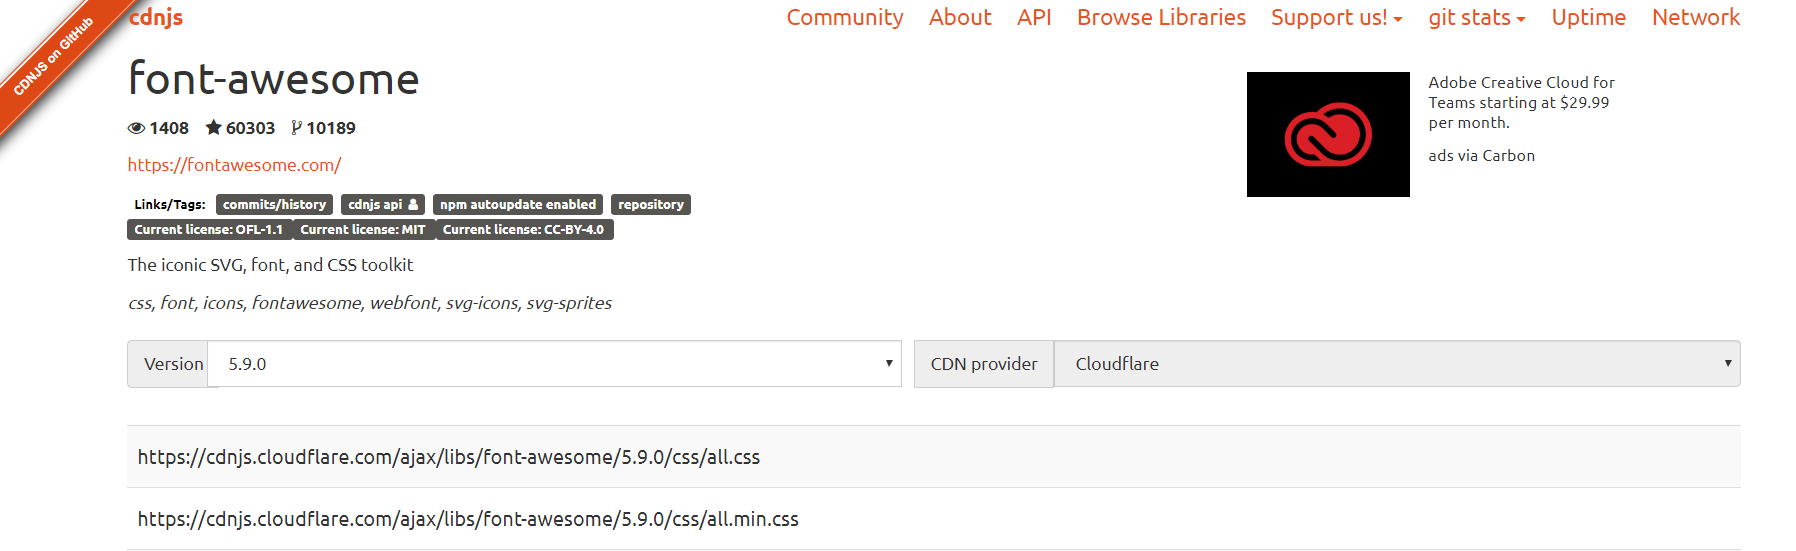 CDNJS on GitHub
cdnjs
Community About API Browse Libraries Support us! git stats Uptime Network
font-awesome
1408 60303 10189
https://fontawesome.com/
Links/Tags: commits/history cdnjs api npm autoupdate enabled repository
Current license: OFL-1.1 Current license: MIT Current license: CC-BY-4.0
The iconic SVG, font, and CSS toolkit
css, font, icons, fontawesome, webfont, svg-icons, svg-sprites
Adobe Creative Cloud for
Teams starting at $29.99
per month.
ads via Carbon
Version 5.9.0 CDN provider Cloudflare
https://cdnjs.cloudflare.com/ajax/libs/font-awesome/5.9.0/css/all.css
https://cdnjs.cloudflare.com/ajax/libs/font-awesome/5.9.0/css/all.min.css